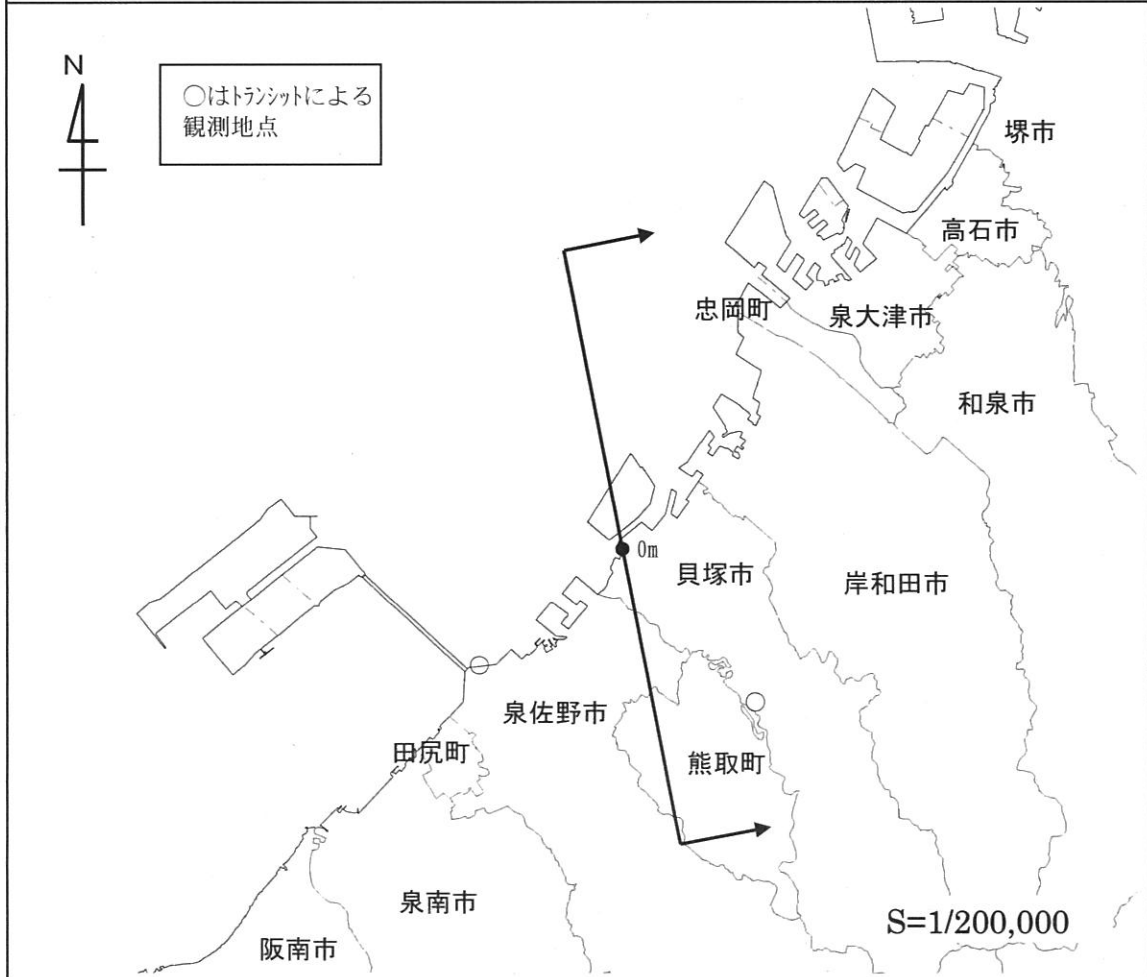 N
○はトランシットによる
観測地点
堺市
高石市
忠岡町
泉大津市
和泉市
0m
貝塚市
岸和田市
泉佐野市
田尻町
熊取町
泉南市
阪南市
S=1/200,000